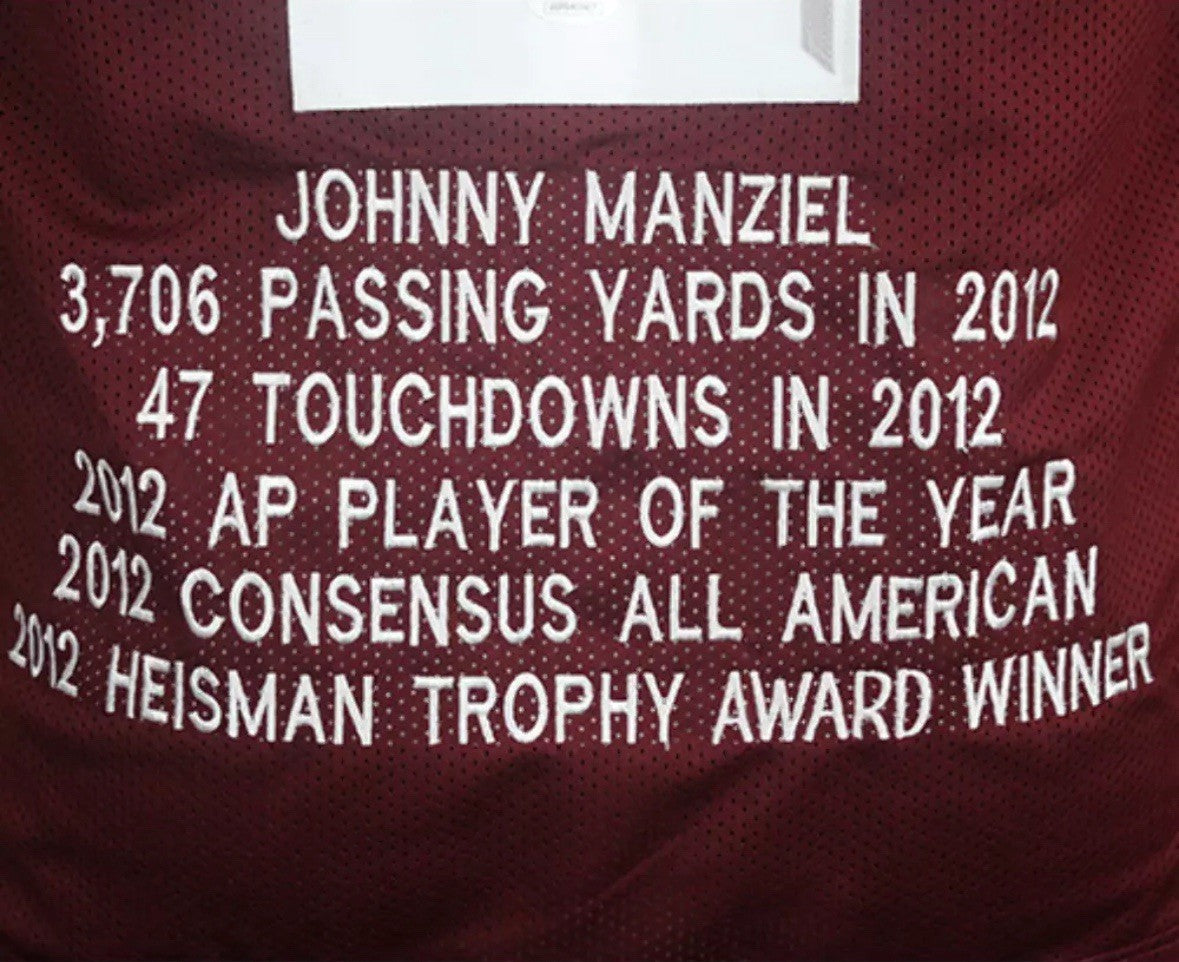 JOHNNY MANZIEL
3,706 PASSING YARDS IN 2012
47 TOUCHDOWNS IN 2012
2012 AP PLAYER OF THE YEAR
2012 CONSENSUS ALL AMERICAN
2012 HEISMAN TROPHY AWARD WINNER